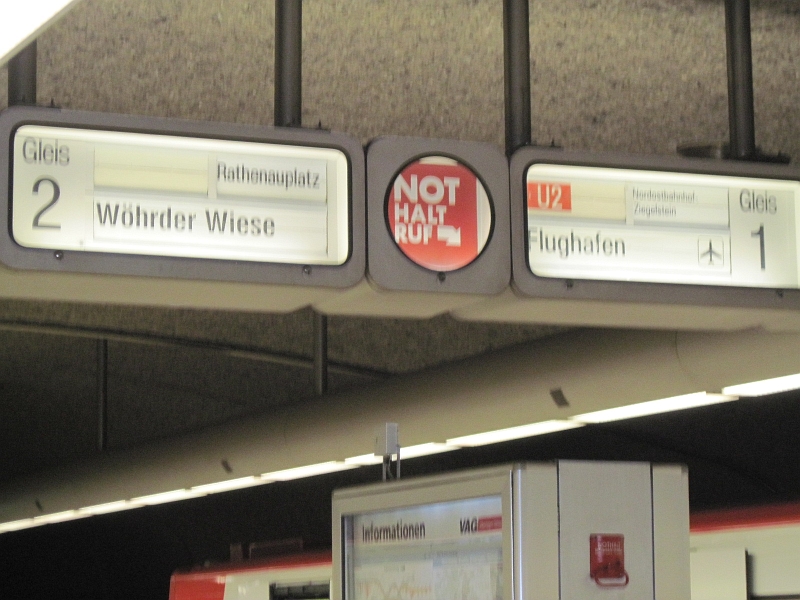 Gleis
2
Rathenauplatz
Wöhrder Wiese
NOT
HALT
RUF
U2
Nordostbahnhof
Ziegelstein
Flughafen
Gleis
1
Informationen
VAG